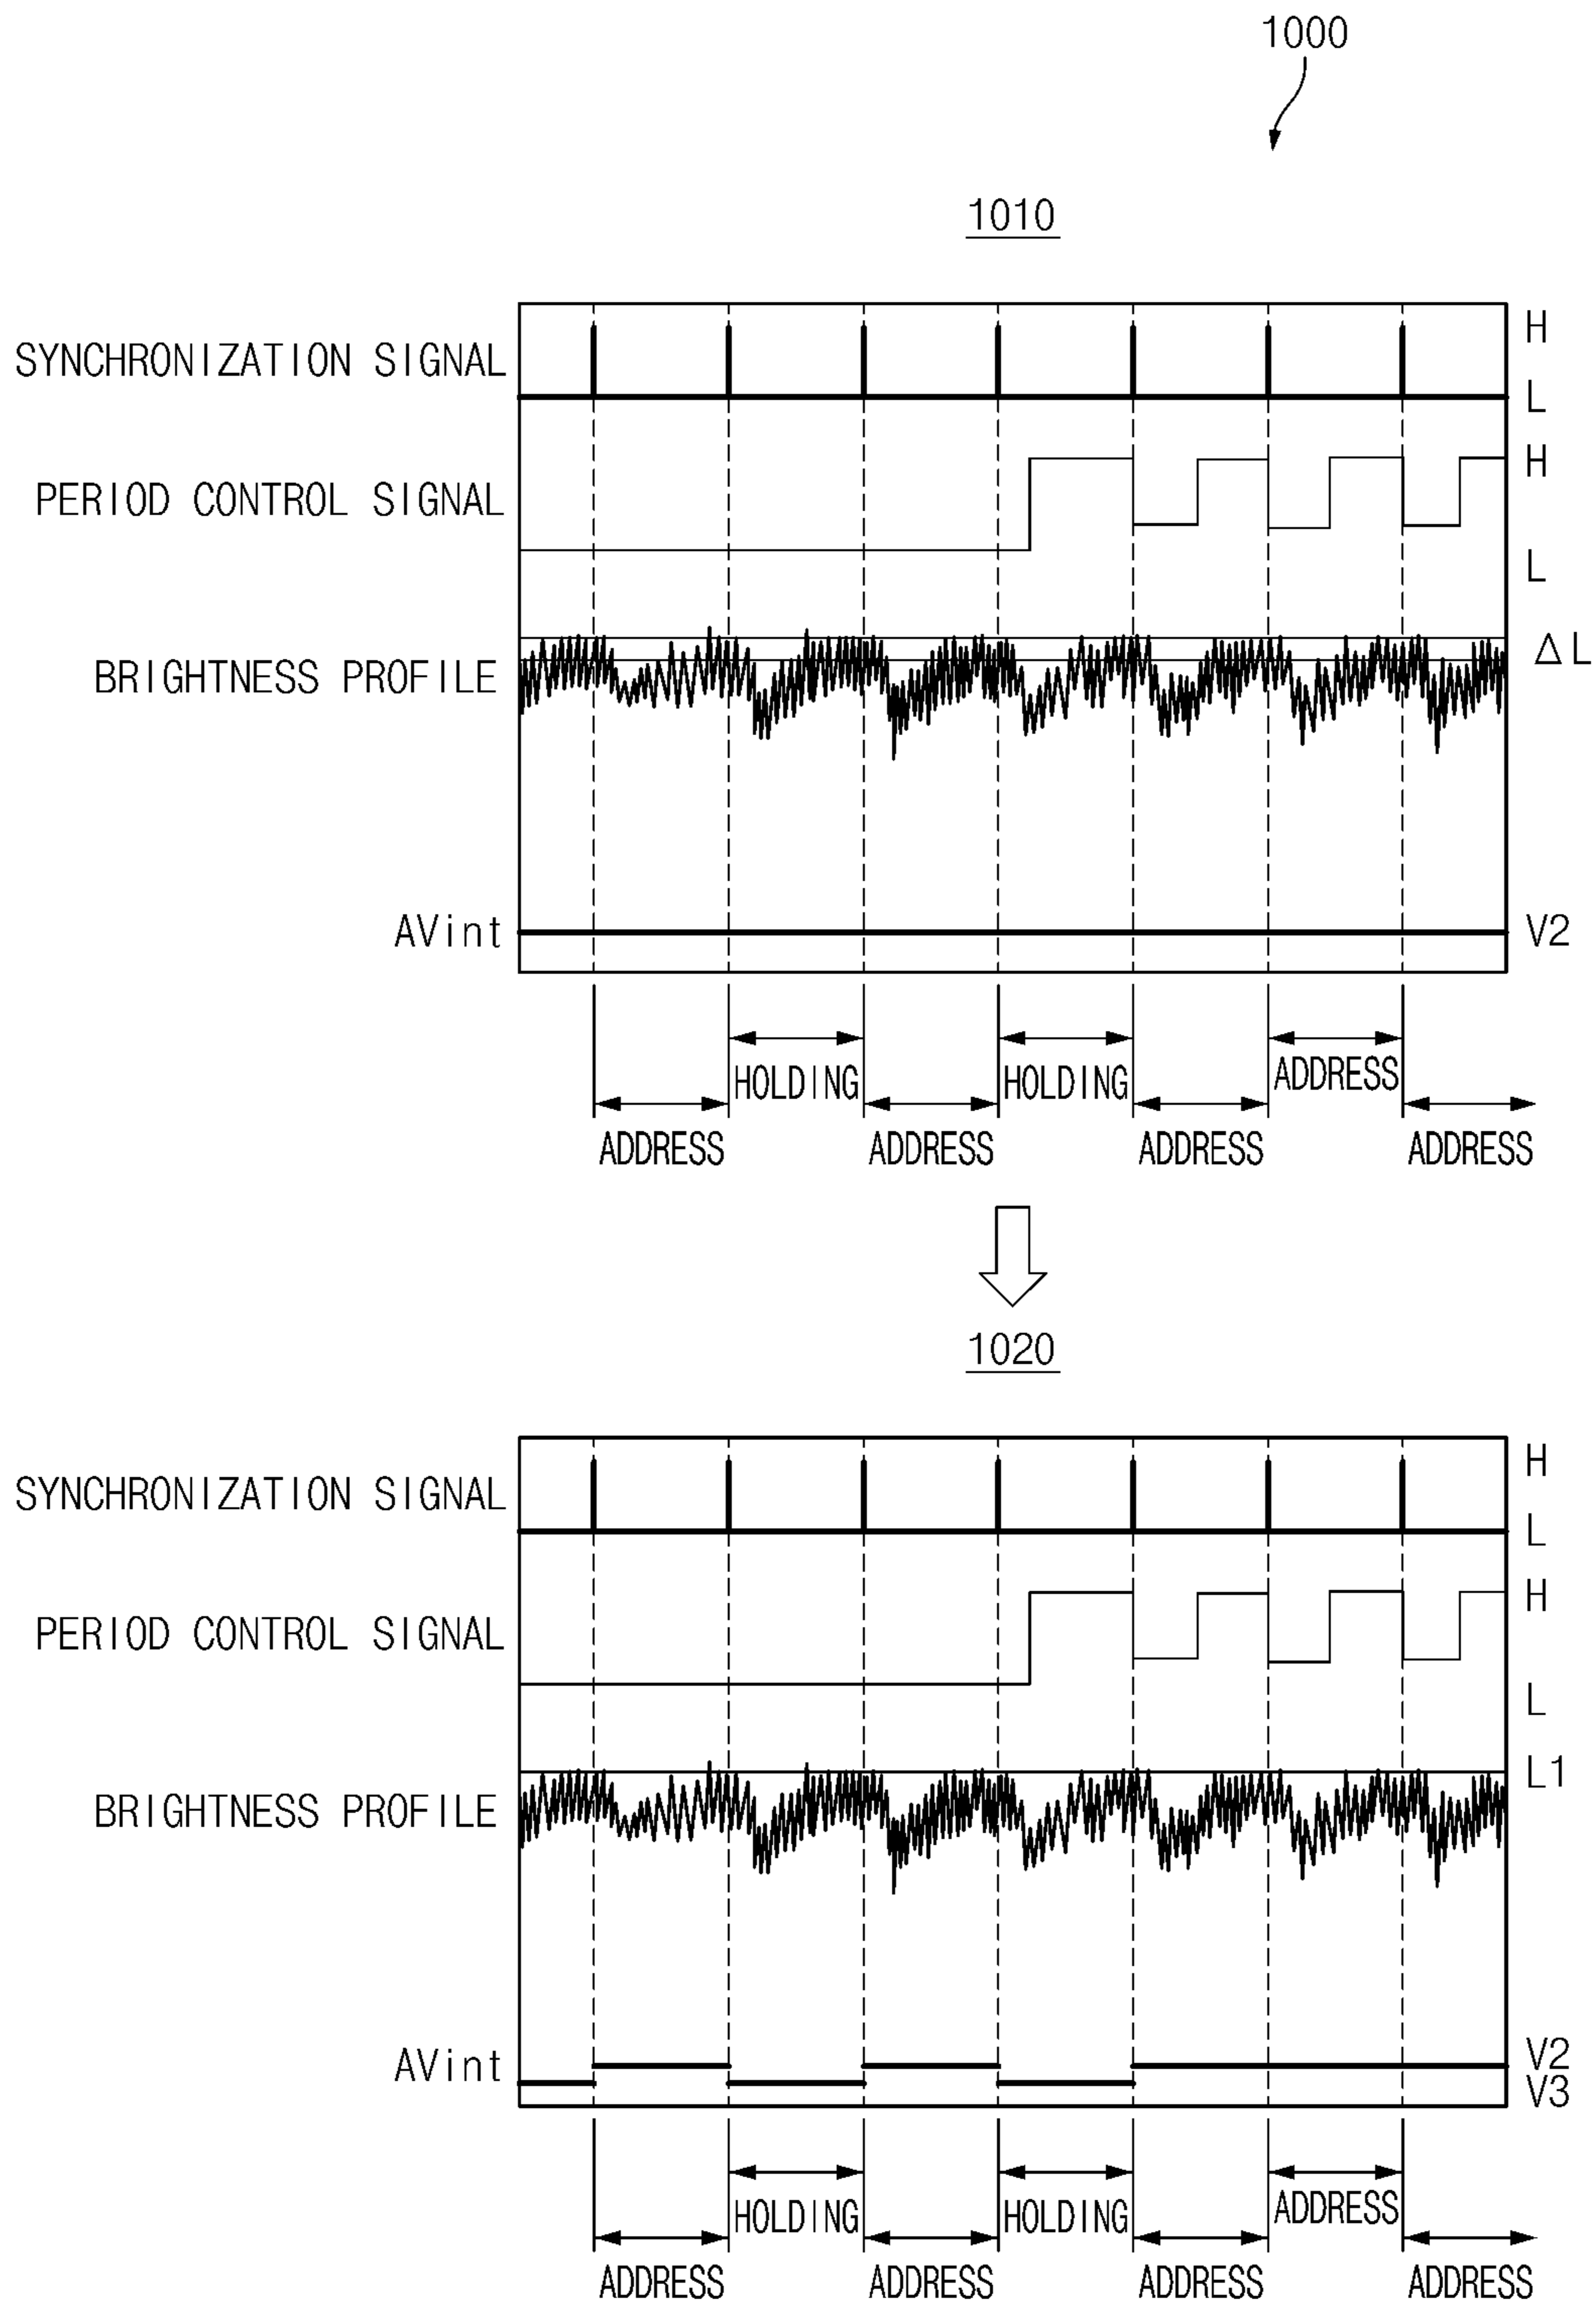 1000
1010
SYNCHRONIZATION SIGNAL
H
L
PERIOD CONTROL SIGNAL
H
L
BRIGHTNESS PROFILE
ΔL
AVint
V2
HOLDING HOLDING ADDRESS
ADDRESS ADDRESS ADDRESS ADDRESS
1020
SYNCHRONIZATION SIGNAL
H
L
PERIOD CONTROL SIGNAL
H
L
BRIGHTNESS PROFILE
L1
AVint
V2
V3
HOLDING HOLDING ADDRESS
ADDRESS ADDRESS ADDRESS ADDRESS